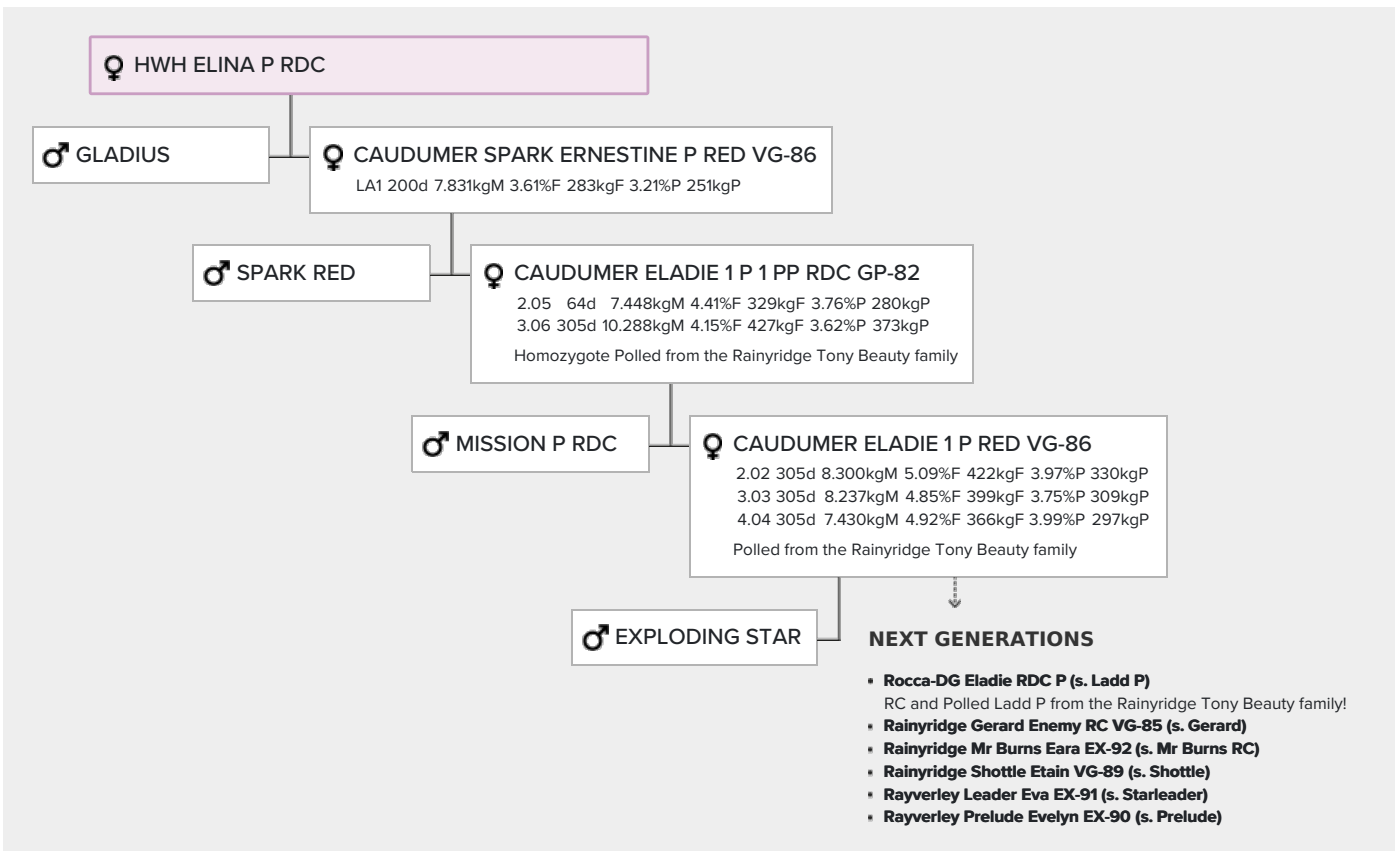 HWH ELINA P RDC
GLADIUS
CAUDUMER SPARK ERNESTINE P RED VG-86
LA1 200d 7.831kgM 3.61%F 283kgF 3.21%P 251kgP
SPARK RED
CAUDUMER ELADIE 1 P 1 PP RDC GP-82
2.05 64d 7.448kgM 4.41%F 329kgF 3.76%P 280kgP
3.06 305d 10.288kgM 4.15%F 427kgF 3.62%P 373kgP
Homozygote Polled from the Rainyridge Tony Beauty family
MISSION P RDC
CAUDUMER ELADIE 1 P RED VG-86
2.02 305d 8.300kgM 5.09%F 422kgF 3.97%P 330kgP
3.03 305d 8.237kgM 4.85%F 399kgF 3.75%P 309kgP
4.04 305d 7.430kgM 4.92%F 366kgF 3.99%P 297kgP
Polled from the Rainyridge Tony Beauty family
EXPLODING STAR
NEXT GENERATIONS
Rocca-DG Eladie RDC P (s. Ladd P)
RC and Polled Ladd P from the Rainyridge Tony Beauty family!
Rainyridge Gerard Enemy RC VG-85 (s. Gerard)
Rainyridge Mr Burns Eara EX-92 (s. Mr Burns RC)
Rainyridge Shottle Etain VG-89 (s. Shottle)
Rayverley Leader Eva EX-91 (s. Starleader)
Rayverley Prelude Evelyn EX-90 (s. Prelude)